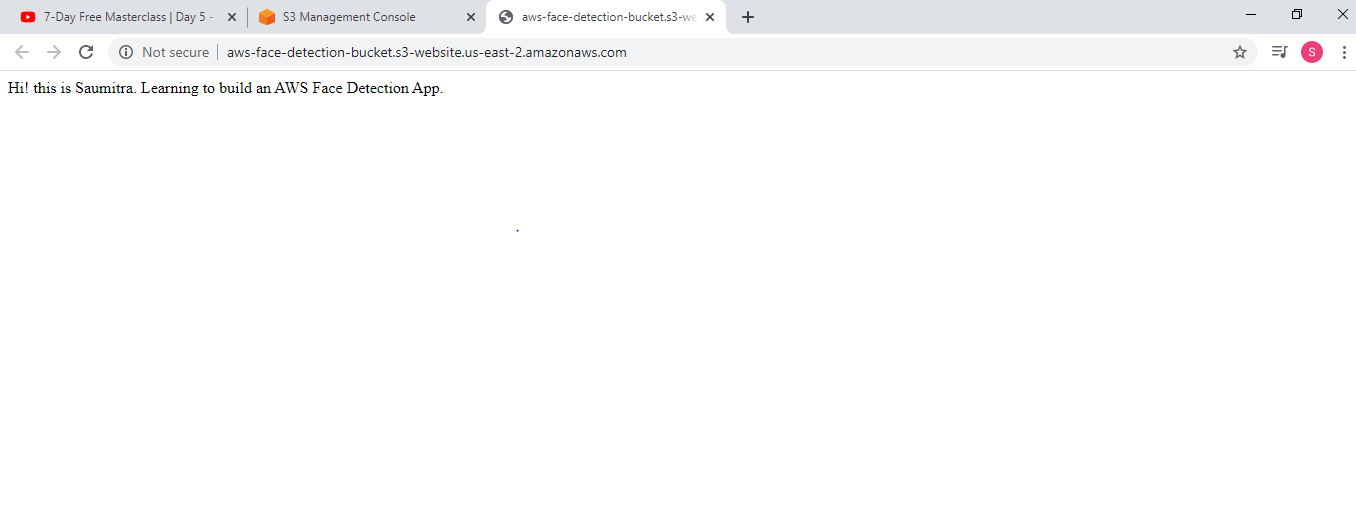 7-Day Free Masterclass | Day 5 -
S3 Management Console
aws-face-detection-bucket.s3-we
Not secure
aws-face-detection-bucket.s3-website.us-east-2.amazonaws.com
S
Hi! this is Saumitra. Learning to build an AWS Face Detection App.